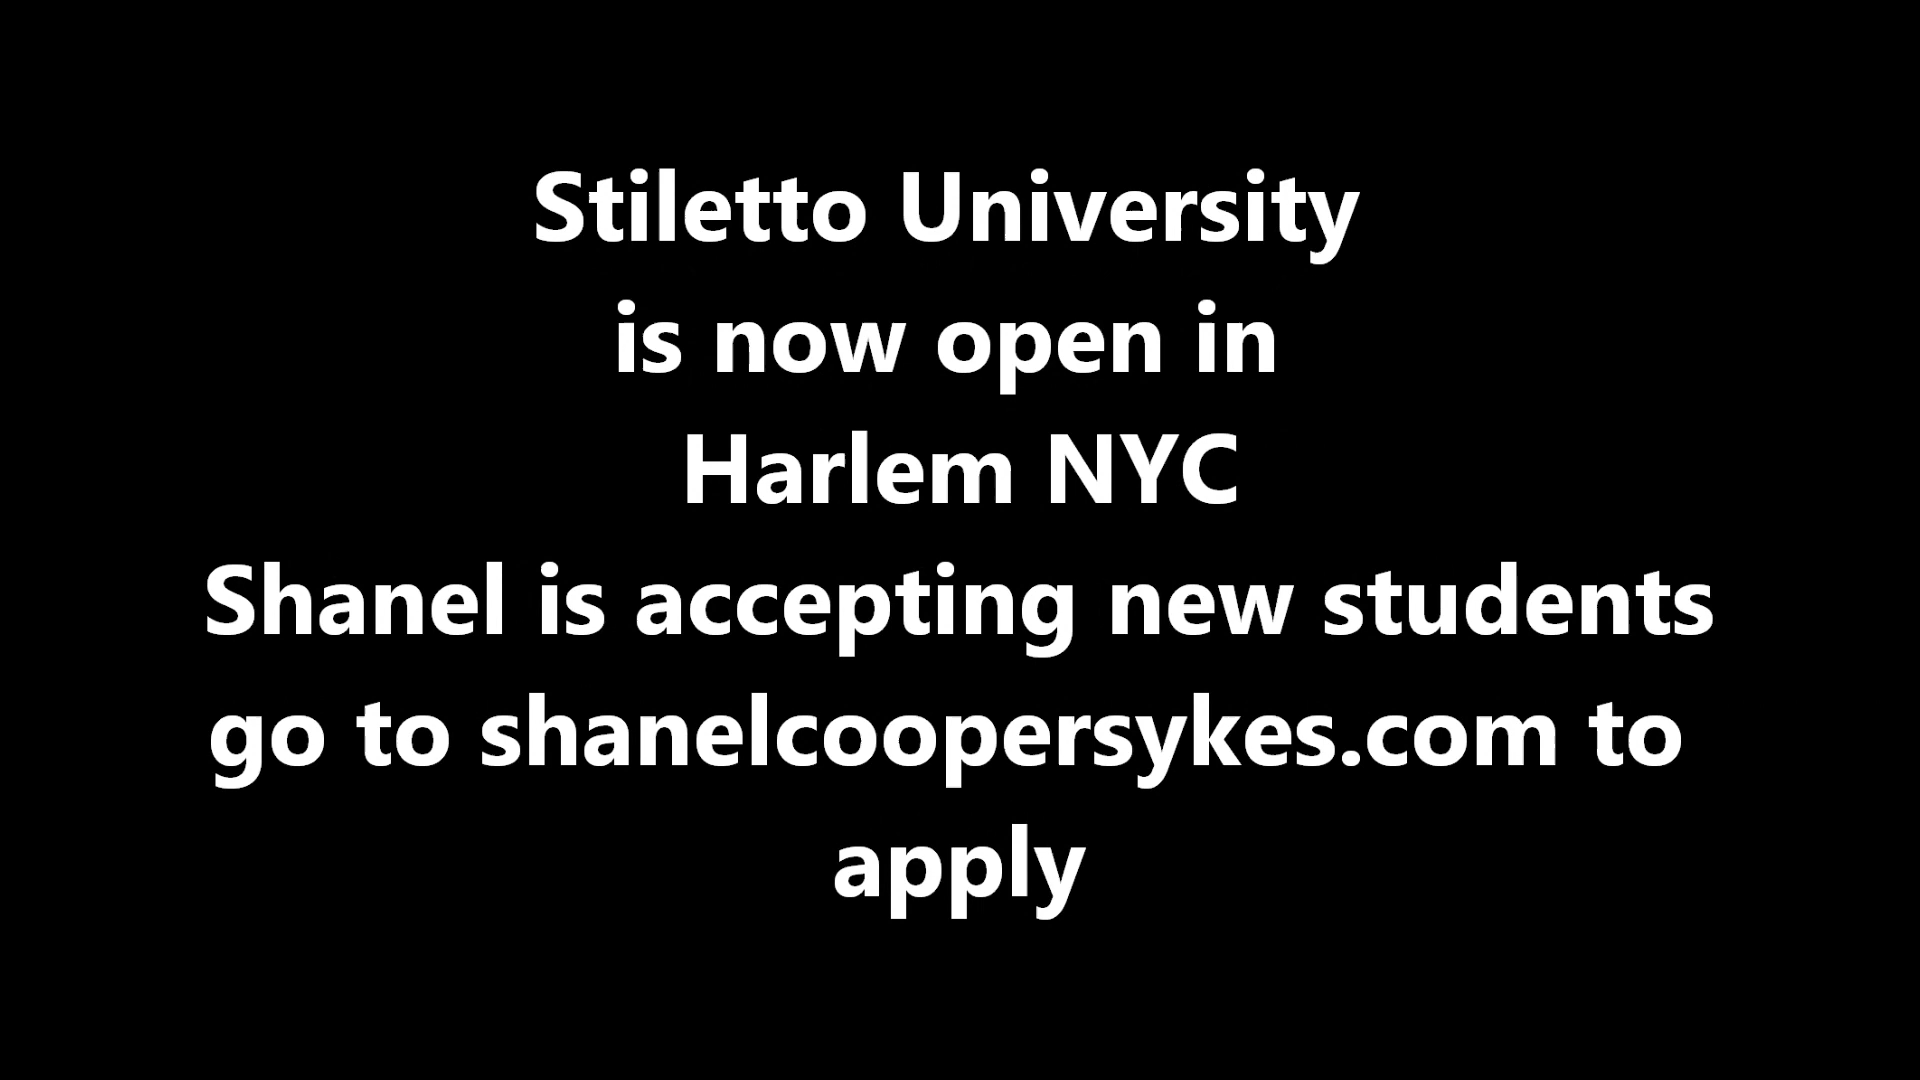 Stiletto University
is now open in
Harlem NYC
Shanel is accepting new students
go to shanelcoopersykes.com to
apply